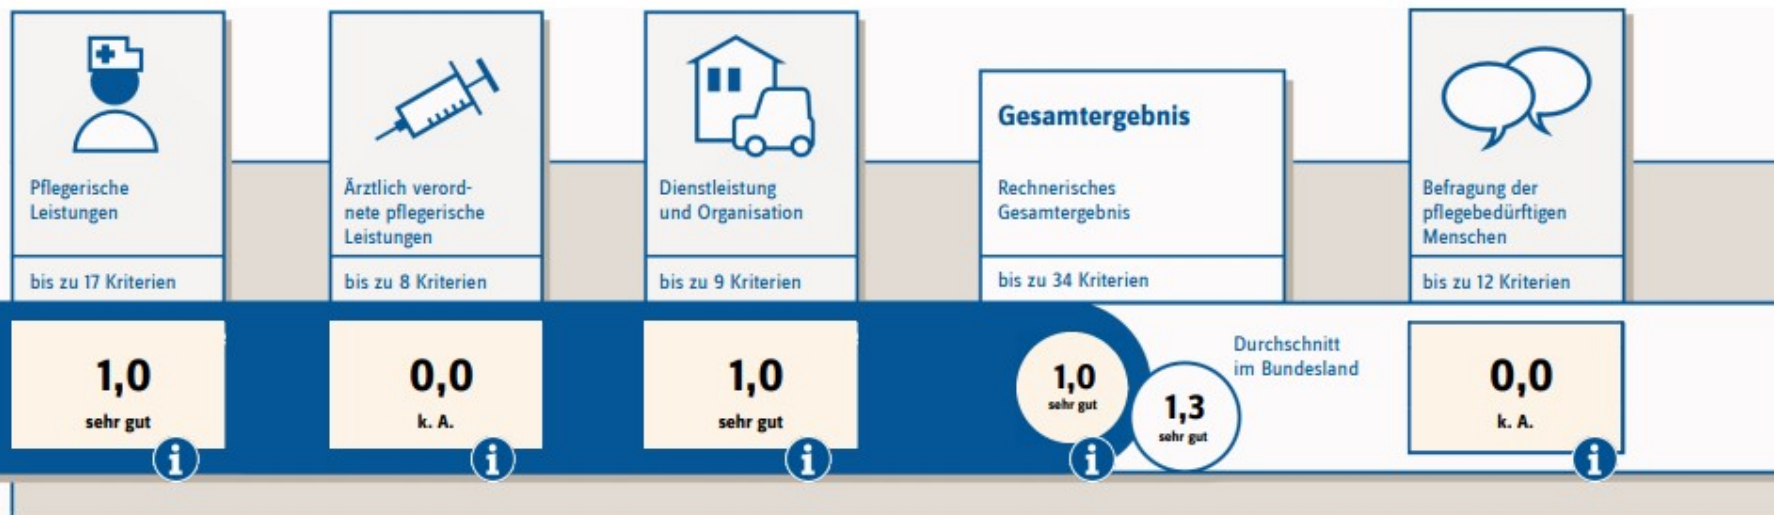 Pflegerische
Leistungen
bis zu 17 Kriterien
1,0
sehr gut
i
Ärztlich verord-
nete pflegerische
Leistungen
bis zu 8 Kriterien
0,0
k. A.
i
Dienstleistung
und Organisation
bis zu 9 Kriterien
1,0
sehr gut
i
Gesamtergebnis
Rechnerisches
Gesamtergebnis
bis zu 34 Kriterien
1,0
sehr gut
i
Durchschnitt
im Bundesland
1,3
sehr gut
Befragung der
pflegebedürftigen
Menschen
bis zu 12 Kriterien
0,0
k. A.
i